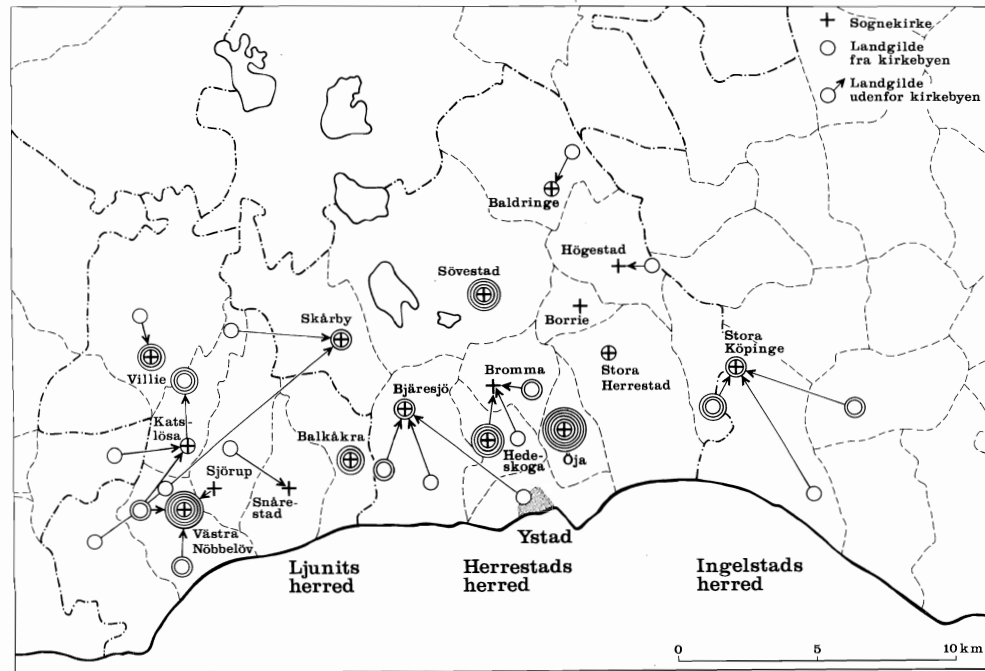 Sognekirke
Landgilde
fra kirkebyen
Landgilde
udenfor kirkebyen
Baldringe
Högestad
Sövestad
Borrie
Skårby
Stora
Köpinge
Villie
Stora
Herrestad
Bromma
Bjäresjö
Kats-
lösa
Balkåkra
Hede-
skoga
Öja
Sjörup
Snåre-
stad
Västra
Nöbbelöv
Ystad
Ljunits
herred
Herrestads
herred
Ingelstads
herred
0 5 10 km